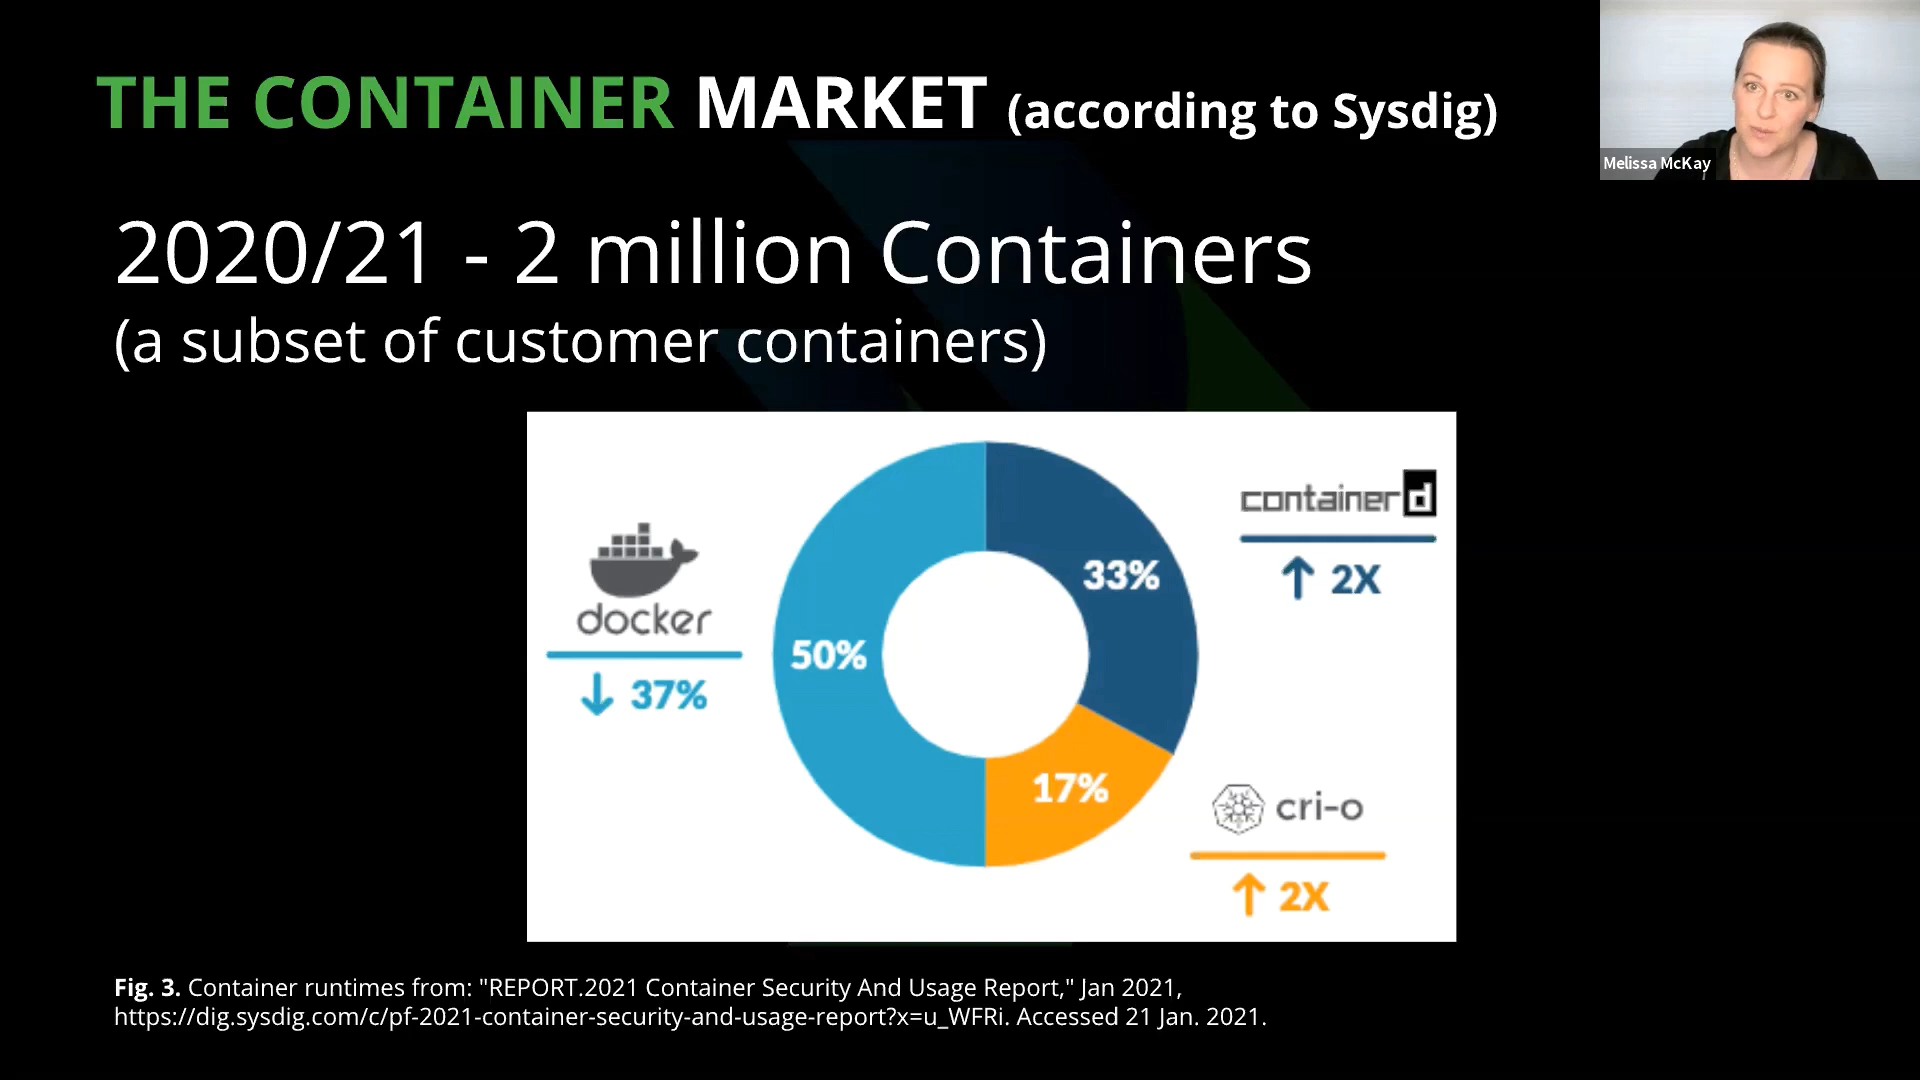 THE CONTAINER MARKET (according to Sysdig)
Melissa McKay
2020/21 - 2 million Containers
(a subset of customer containers)
docker
↓ 37%
50%
33%
17%
containerd
↑ 2X
cri-o
↑ 2X
Fig. 3. Container runtimes from: "REPORT.2021 Container Security And Usage Report," Jan 2021,
https://dig.sysdig.com/c/pf-2021-container-security-and-usage-report?x=u_WFRi. Accessed 21 Jan. 2021.